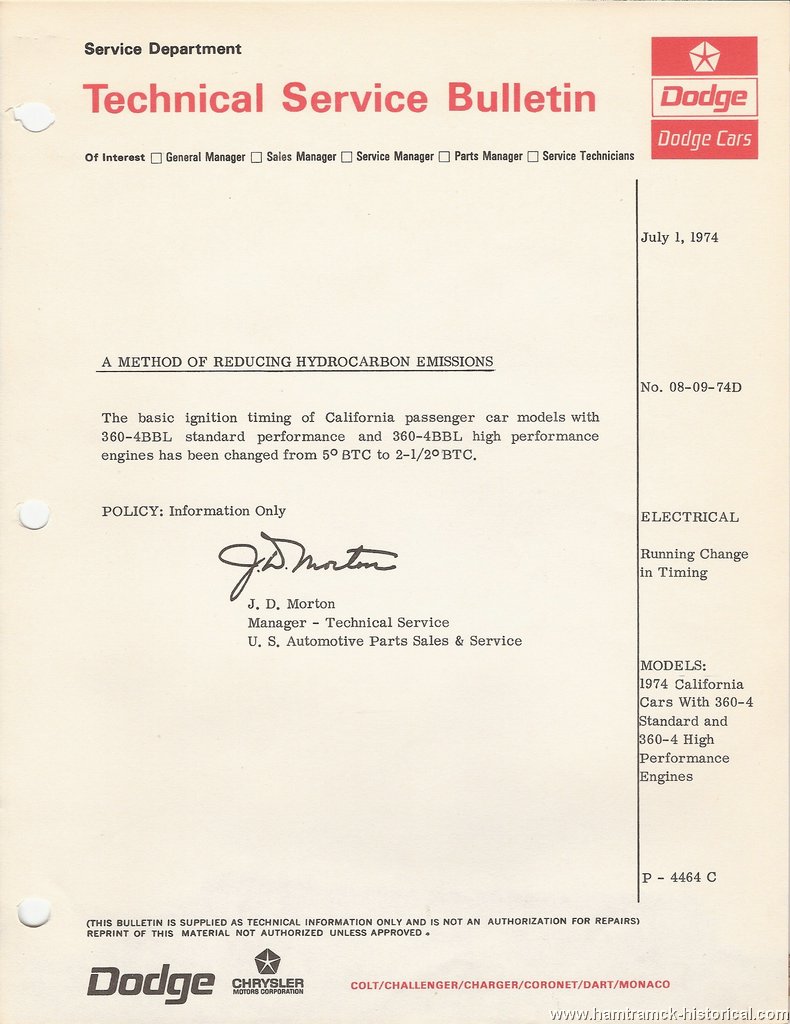 Service Department
Technical Service Bulletin
Dodge
Dodge Cars
Of Interest □ General Manager □ Sales Manager □ Service Manager □ Parts Manager □ Service Technicians
July 1, 1974
A METHOD OF REDUCING HYDROCARBON EMISSIONS
No. 08-09-74D
The basic ignition timing of California passenger car models with
360-4BBL standard performance and 360-4BBL high performance
engines has been changed from 5º BTC to 2-1/2º BTC.
POLICY: Information Only
ELECTRICAL
Running Change
in Timing
J. D. Morton
J. D. Morton
Manager - Technical Service
U. S. Automotive Parts Sales & Service
MODELS:
1974 California
Cars With 360-4
Standard and
360-4 High
Performance
Engines
P - 4464 C
(THIS BULLETIN IS SUPPLIED AS TECHNICAL INFORMATION ONLY AND IS NOT AN AUTHORIZATION FOR REPAIRS)
REPRINT OF THIS MATERIAL NOT AUTHORIZED UNLESS APPROVED.
Dodge
CHRYSLER
MOTORS CORPORATION
COLT/CHALLENGER/CHARGER/CORONET/DART/MONACO
www.hamtramck-historical.com